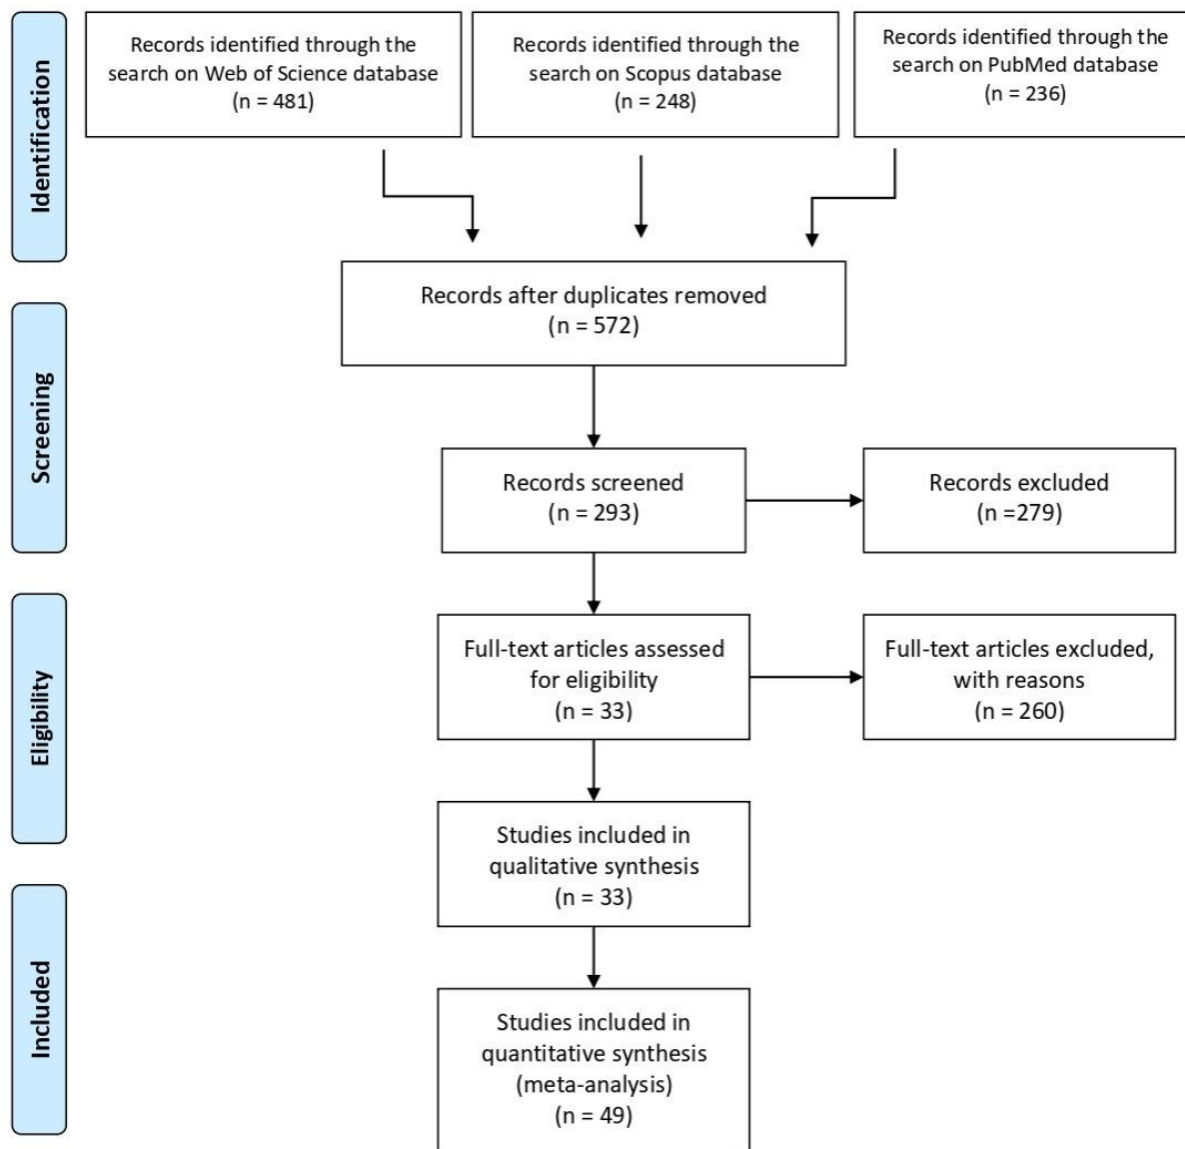 Identification
Records identified through the
search on Web of Science database
(n = 481)
Records identified through the
search on Scopus database
(n = 248)
Records identified through the
search on PubMed database
(n = 236)
Records after duplicates removed
(n = 572)
Screening
Records screened
(n = 293)
Records excluded
(n =279)
Eligibility
Full-text articles assessed
for eligibility
(n = 33)
Full-text articles excluded,
with reasons
(n = 260)
Studies included in
qualitative synthesis
(n = 33)
Included
Studies included in
quantitative synthesis
(meta-analysis)
(n = 49)